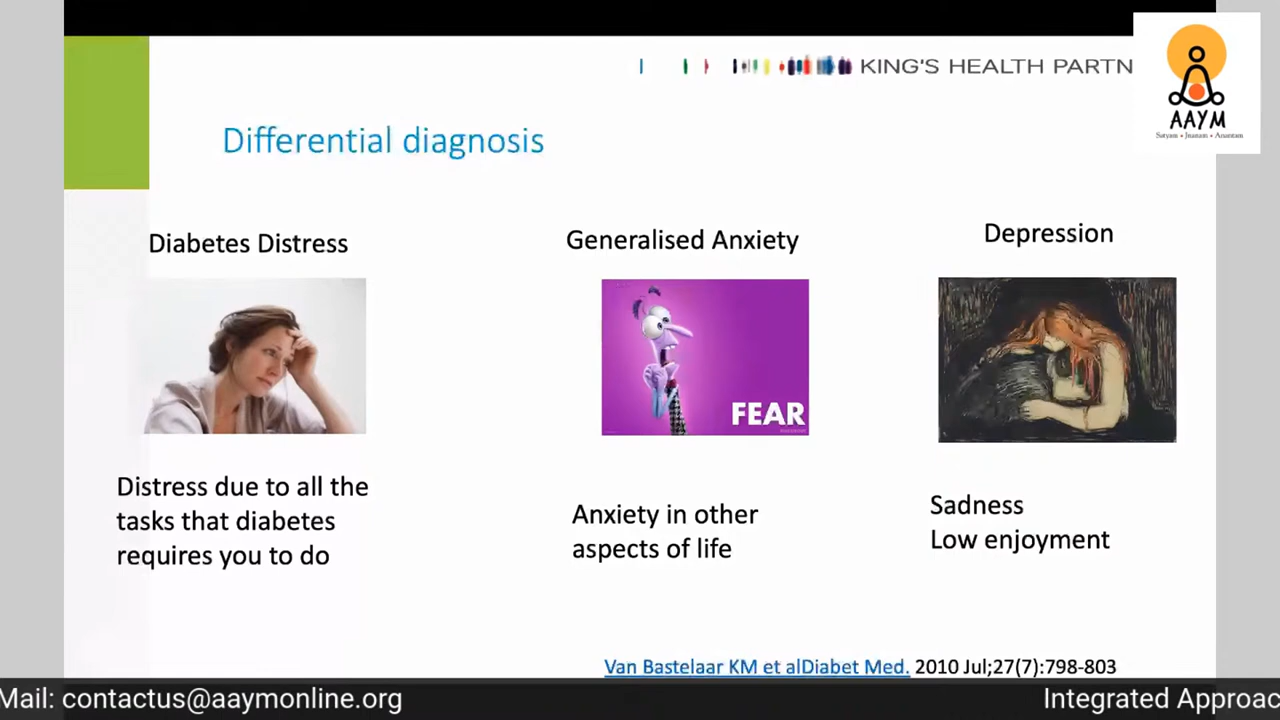 KING'S HEALTH PARTN
AAYM
Satyam • Jnanam • Anantam
Differential diagnosis
Diabetes Distress
Generalised Anxiety
Depression
FEAR
Distress due to all the
tasks that diabetes
requires you to do
Anxiety in other
aspects of life
Sadness
Low enjoyment
Van Bastelaar KM et alDiabet Med. 2010 Jul;27(7):798-803
Mail: contactus@aaymonline.org
Integrated Approac